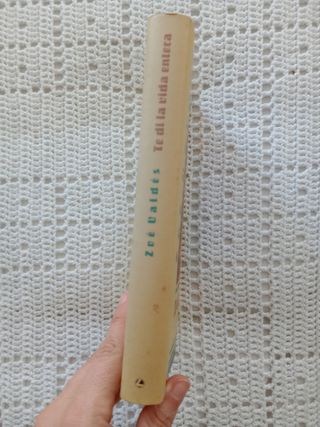 Zoé Valdés
Te di la vida entera